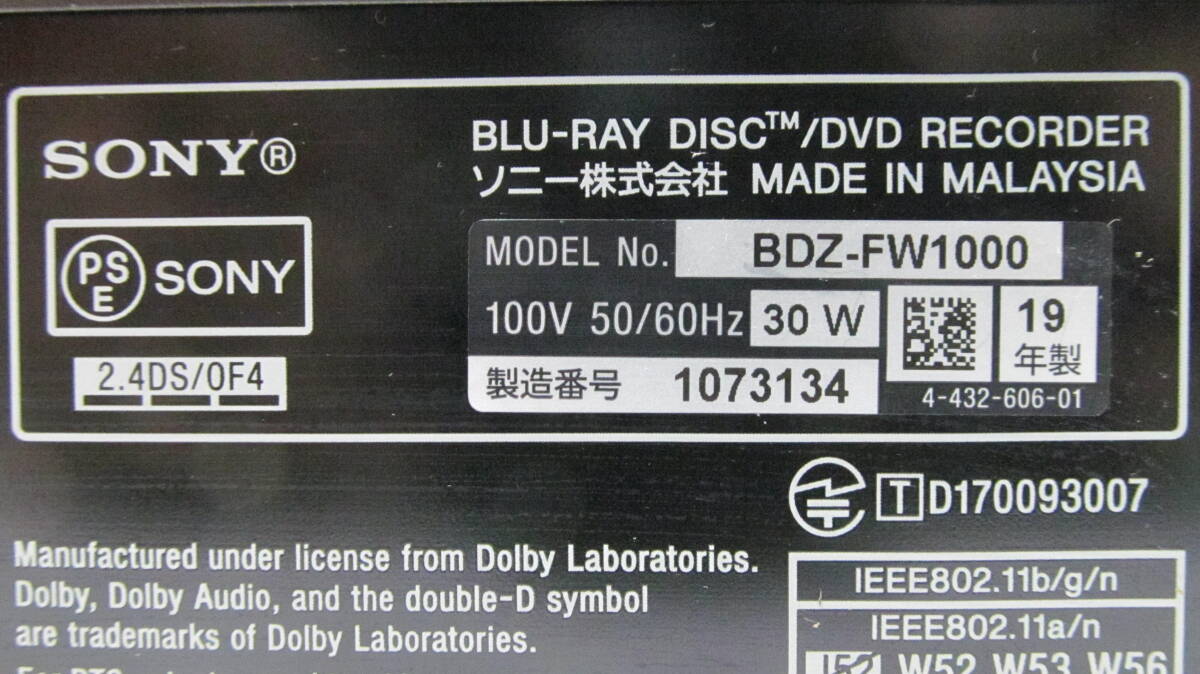 SONY®
BLU-RAY DISC™/DVD RECORDER
ソニー株式会社 MADE IN MALAYSIA
PSE SONY
MODEL No. BDZ-FW1000
100V 50/60Hz 30 W
19
年製
2.4DS/OF4
製造番号 1073134
4-432-606-01
T D170093007
Manufactured under license from Dolby Laboratories.
Dolby, Dolby Audio, and the double-D symbol
are trademarks of Dolby Laboratories.
IEEE802.11b/g/n
IEEE802.11a/n
W52 W53 W56